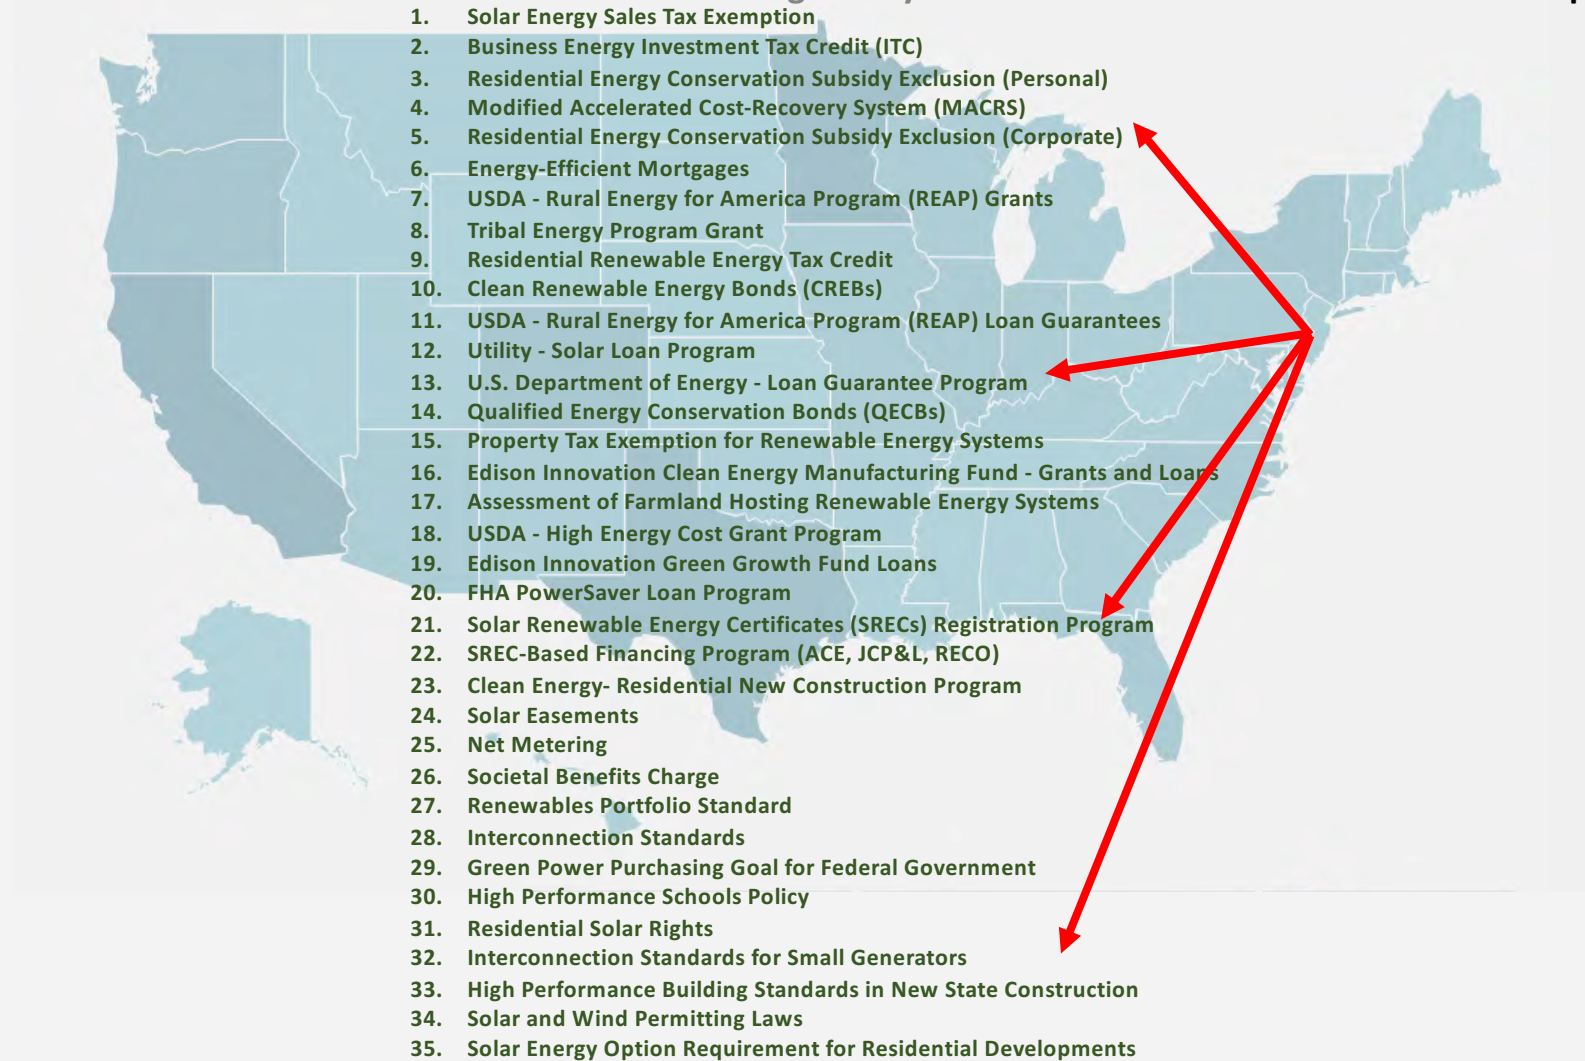 1. Solar Energy Sales Tax Exemption
2. Business Energy Investment Tax Credit (ITC)
3. Residential Energy Conservation Subsidy Exclusion (Personal)
4. Modified Accelerated Cost-Recovery System (MACRS)
5. Residential Energy Conservation Subsidy Exclusion (Corporate)
6. Energy-Efficient Mortgages
7. USDA - Rural Energy for America Program (REAP) Grants
8. Tribal Energy Program Grant
9. Residential Renewable Energy Tax Credit
10. Clean Renewable Energy Bonds (CREBs)
11. USDA - Rural Energy for America Program (REAP) Loan Guarantees
12. Utility - Solar Loan Program
13. U.S. Department of Energy - Loan Guarantee Program
14. Qualified Energy Conservation Bonds (QECBs)
15. Property Tax Exemption for Renewable Energy Systems
16. Edison Innovation Clean Energy Manufacturing Fund - Grants and Loans
17. Assessment of Farmland Hosting Renewable Energy Systems
18. USDA - High Energy Cost Grant Program
19. Edison Innovation Green Growth Fund Loans
20. FHA PowerSaver Loan Program
21. Solar Renewable Energy Certificates (SRECs) Registration Program
22. SREC-Based Financing Program (ACE, JCP&L, RECO)
23. Clean Energy- Residential New Construction Program
24. Solar Easements
25. Net Metering
26. Societal Benefits Charge
27. Renewables Portfolio Standard
28. Interconnection Standards
29. Green Power Purchasing Goal for Federal Government
30. High Performance Schools Policy
31. Residential Solar Rights
32. Interconnection Standards for Small Generators
33. High Performance Building Standards in New State Construction
34. Solar and Wind Permitting Laws
35. Solar Energy Option Requirement for Residential Developments